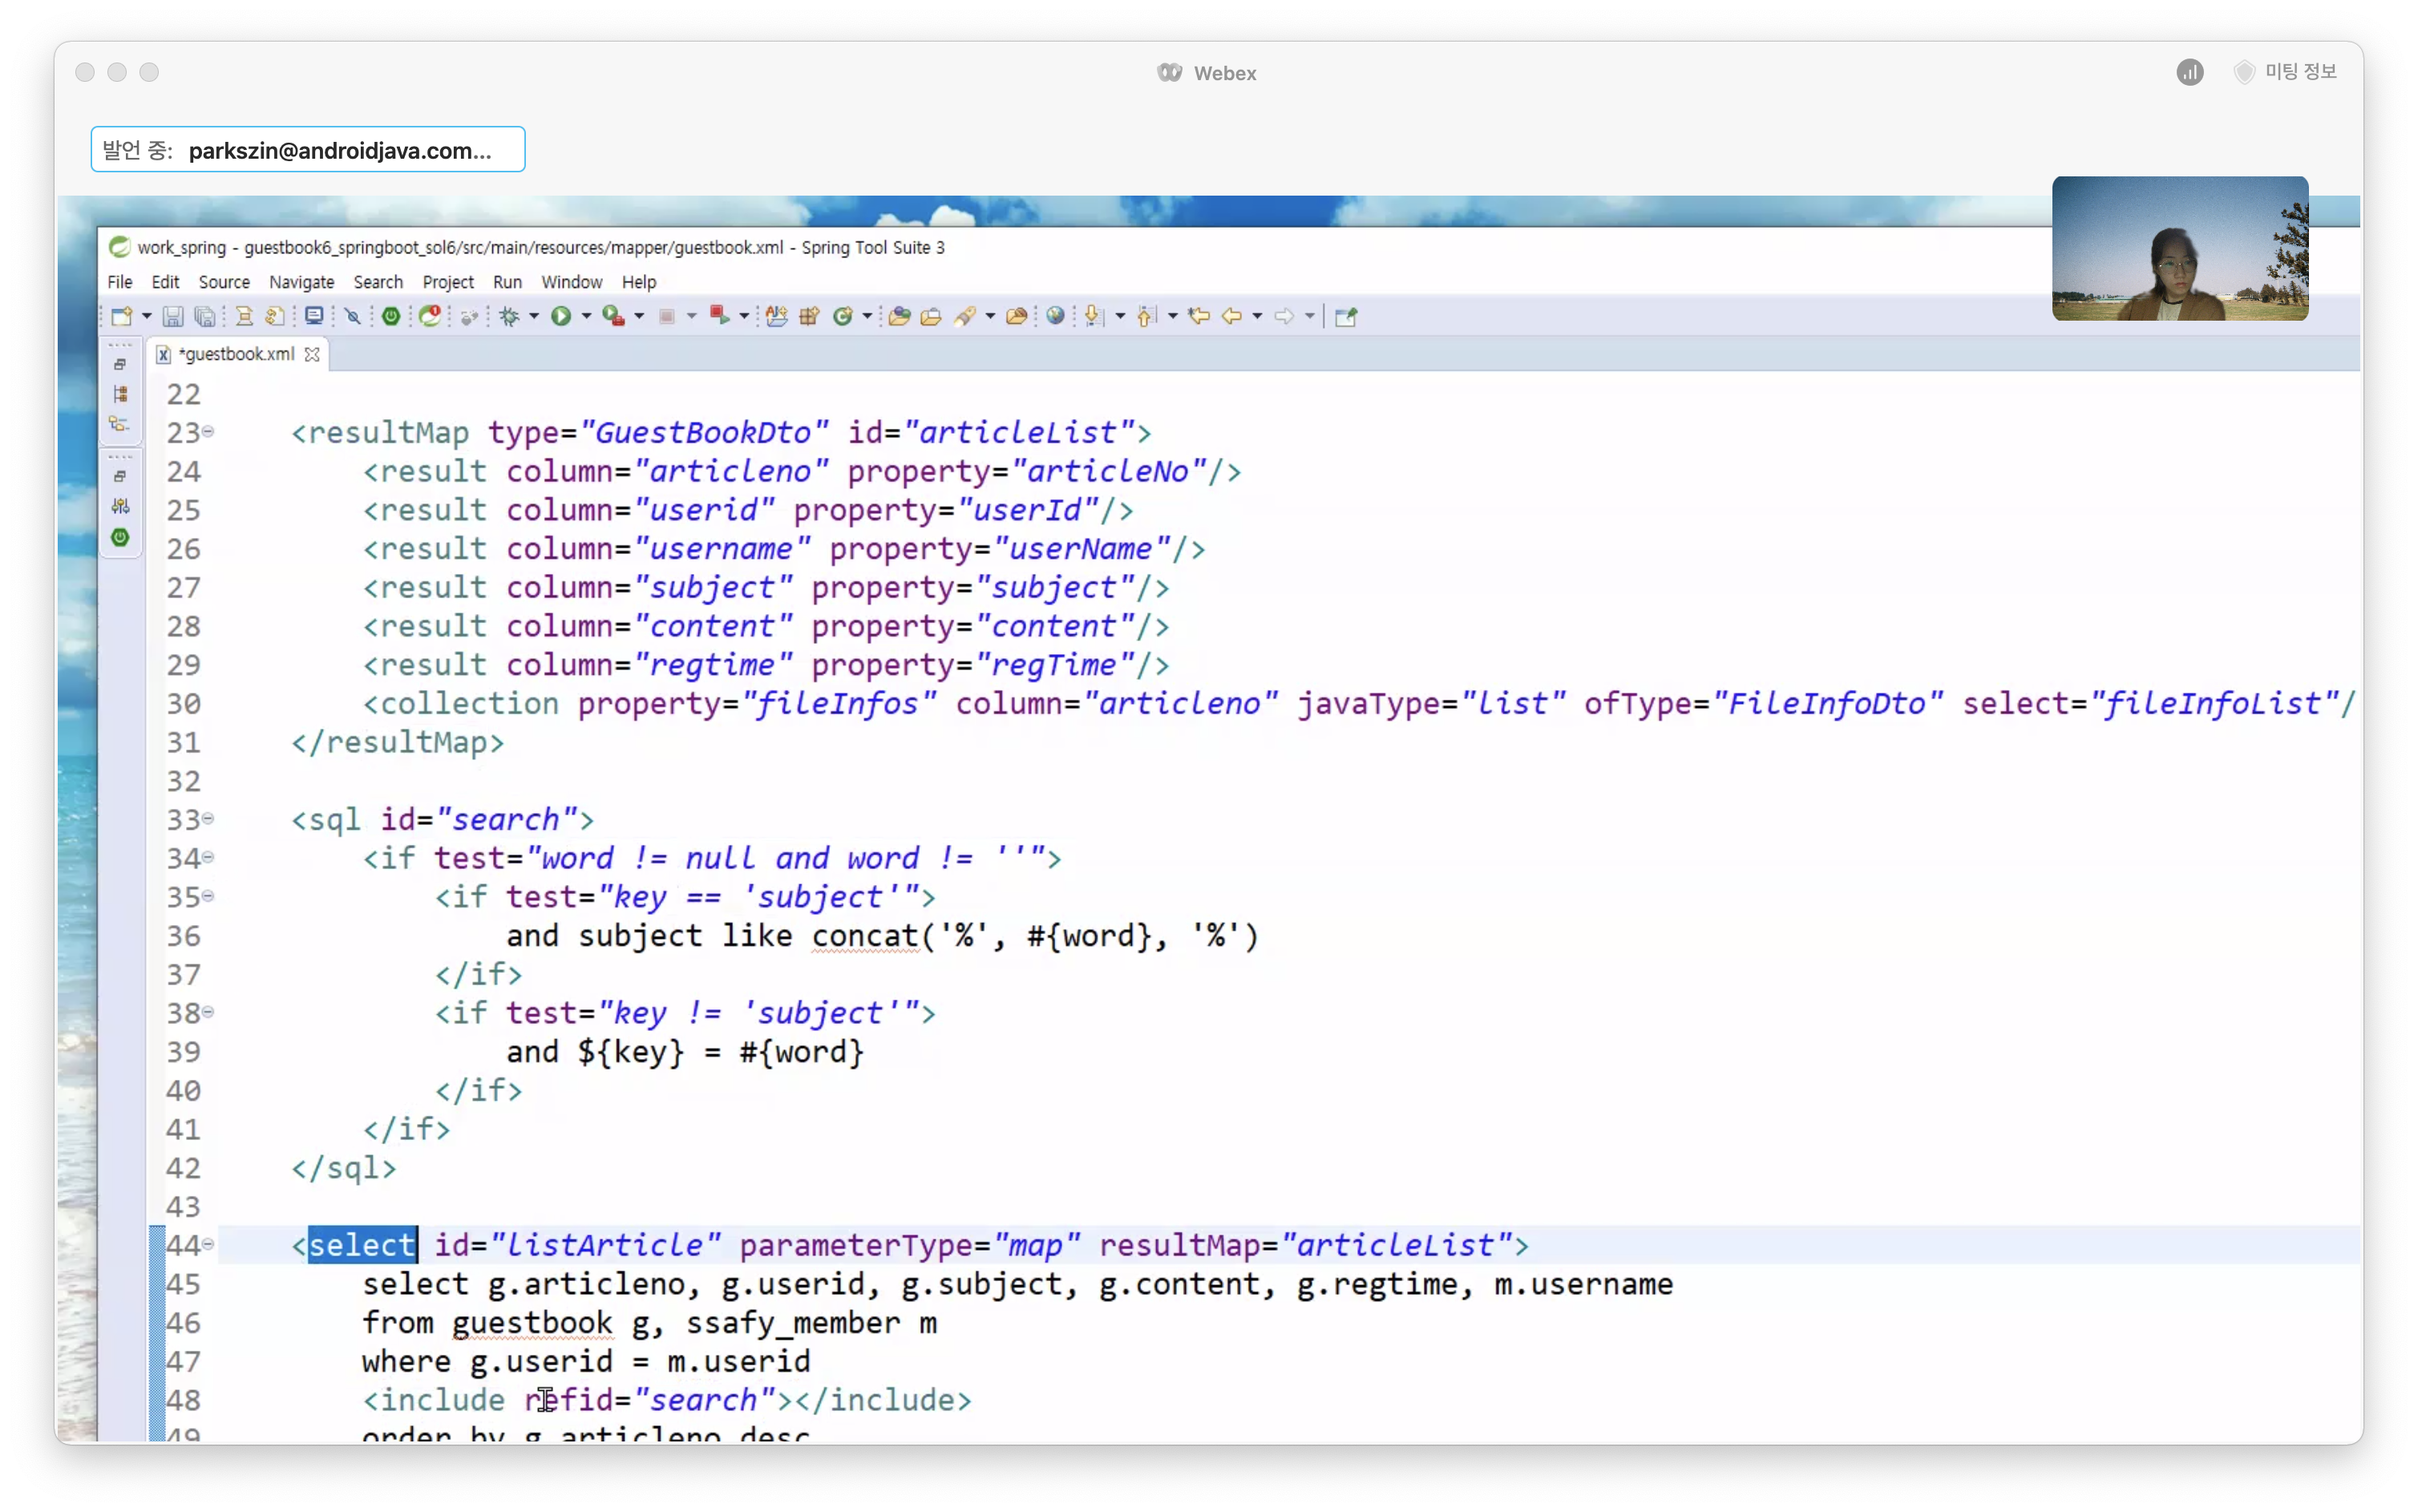 Webex
미팅 정보
발언 중: parkszin@androidjava.com...
work_spring - guestbook6_springboot_sol6/src/main/resources/mapper/guestbook.xml - Spring Tool Suite 3
File Edit Source Navigate Search Project Run Window Help
*guestbook.xml
22
23 <resultMap type="GuestBookDto" id="articleList">
24 <result column="articleno" property="articleNo"/>
25 <result column="userid" property="userId"/>
26 <result column="username" property="userName"/>
27 <result column="subject" property="subject"/>
28 <result column="content" property="content"/>
29 <result column="regtime" property="regTime"/>
30 <collection property="fileInfos" column="articleno" javaType="list" ofType="FileInfoDto" select="fileInfoList"/
31 </resultMap>
32
33 <sql id="search">
34 <if test="word != null and word != ''">
35 <if test="key == 'subject'">
36 and subject like concat('%', #{word}, '%')
37 </if>
38 <if test="key != 'subject'">
39 and ${key} = #{word}
40 </if>
41 </if>
42 </sql>
43
44 <select id="listArticle" parameterType="map" resultMap="articleList">
45 select g.articleno, g.userid, g.subject, g.content, g.regtime, m.username
46 from guestbook g, ssafy_member m
47 where g.userid = m.userid
48 <include refid="search"></include>
49 order by g.articleno desc